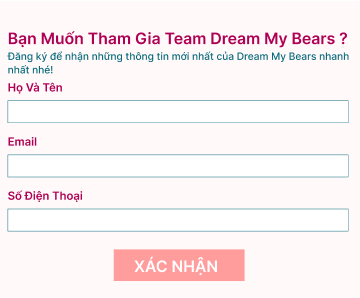 Bạn Muốn Tham Gia Team Dream My Bears ?
Đăng ký để nhận những thông tin mới nhất của Dream My Bears nhanh
nhất nhé!
Họ Và Tên
Email
Số Điện Thoại
XÁC NHẬN